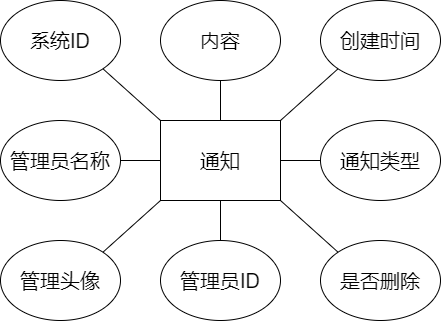 系统ID
内容
创建时间
管理员名称
通知
通知类型
管理头像
管理员ID
是否删除